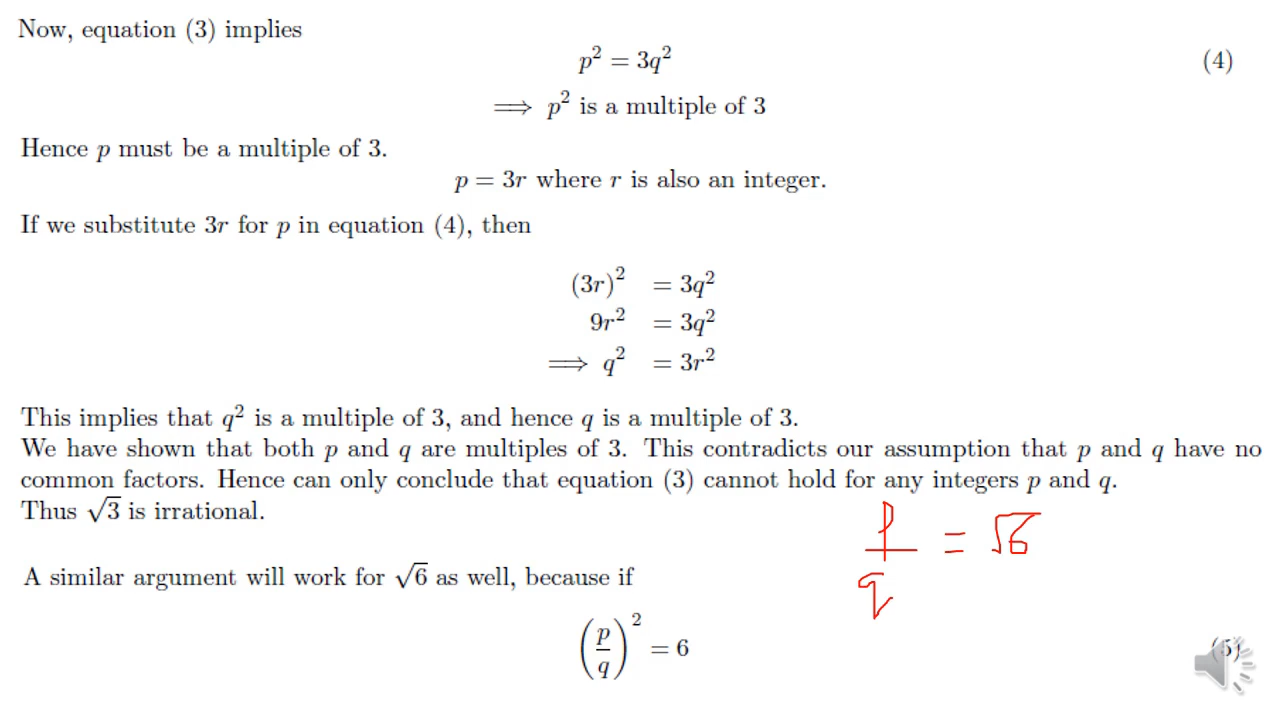 Now, equation (3) implies
p² = 3q² (4)
⟹ p² is a multiple of 3
Hence p must be a multiple of 3.
p = 3r where r is also an integer.
If we substitute 3r for p in equation (4), then
(3r)² = 3q²
9r² = 3q²
⟹ q² = 3r²
This implies that q² is a multiple of 3, and hence q is a multiple of 3.
We have shown that both p and q are multiples of 3. This contradicts our assumption that p and q have no
common factors. Hence can only conclude that equation (3) cannot hold for any integers p and q.
Thus √3 is irrational.
p/q = √6
A similar argument will work for √6 as well, because if
(p/q)² = 6 (5)